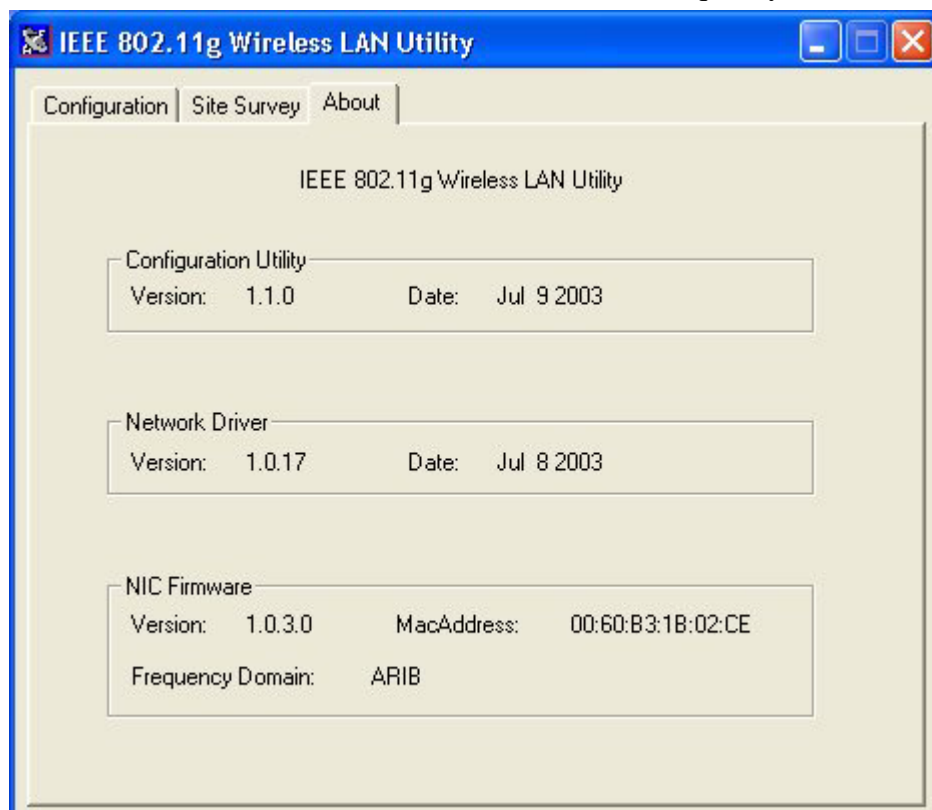 IEEE 802.11g Wireless LAN Utility
Configuration Site Survey About
IEEE 802.11g Wireless LAN Utility
Configuration Utility
Version: 1.1.0 Date: Jul 9 2003
Network Driver
Version: 1.0.17 Date: Jul 8 2003
NIC Firmware
Version: 1.0.3.0 MacAddress: 00:60:B3:1B:02:CE
Frequency Domain: ARIB